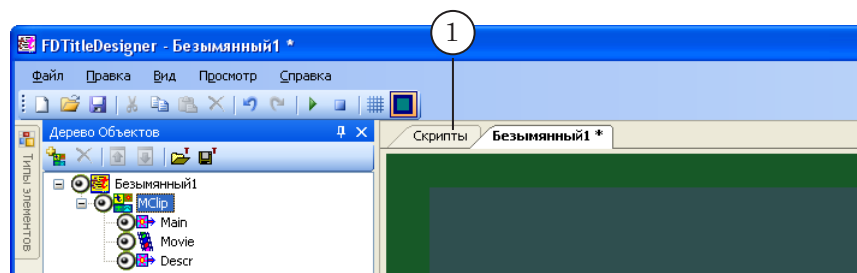 1
FDTitleDesigner - Безымянный1 *
Файл Правка Вид Просмотр Справка
Дерево Объектов
Скрипты Безымянный1 *
Типы элементов
Безымянный1
MClip
Main
Movie
Descr